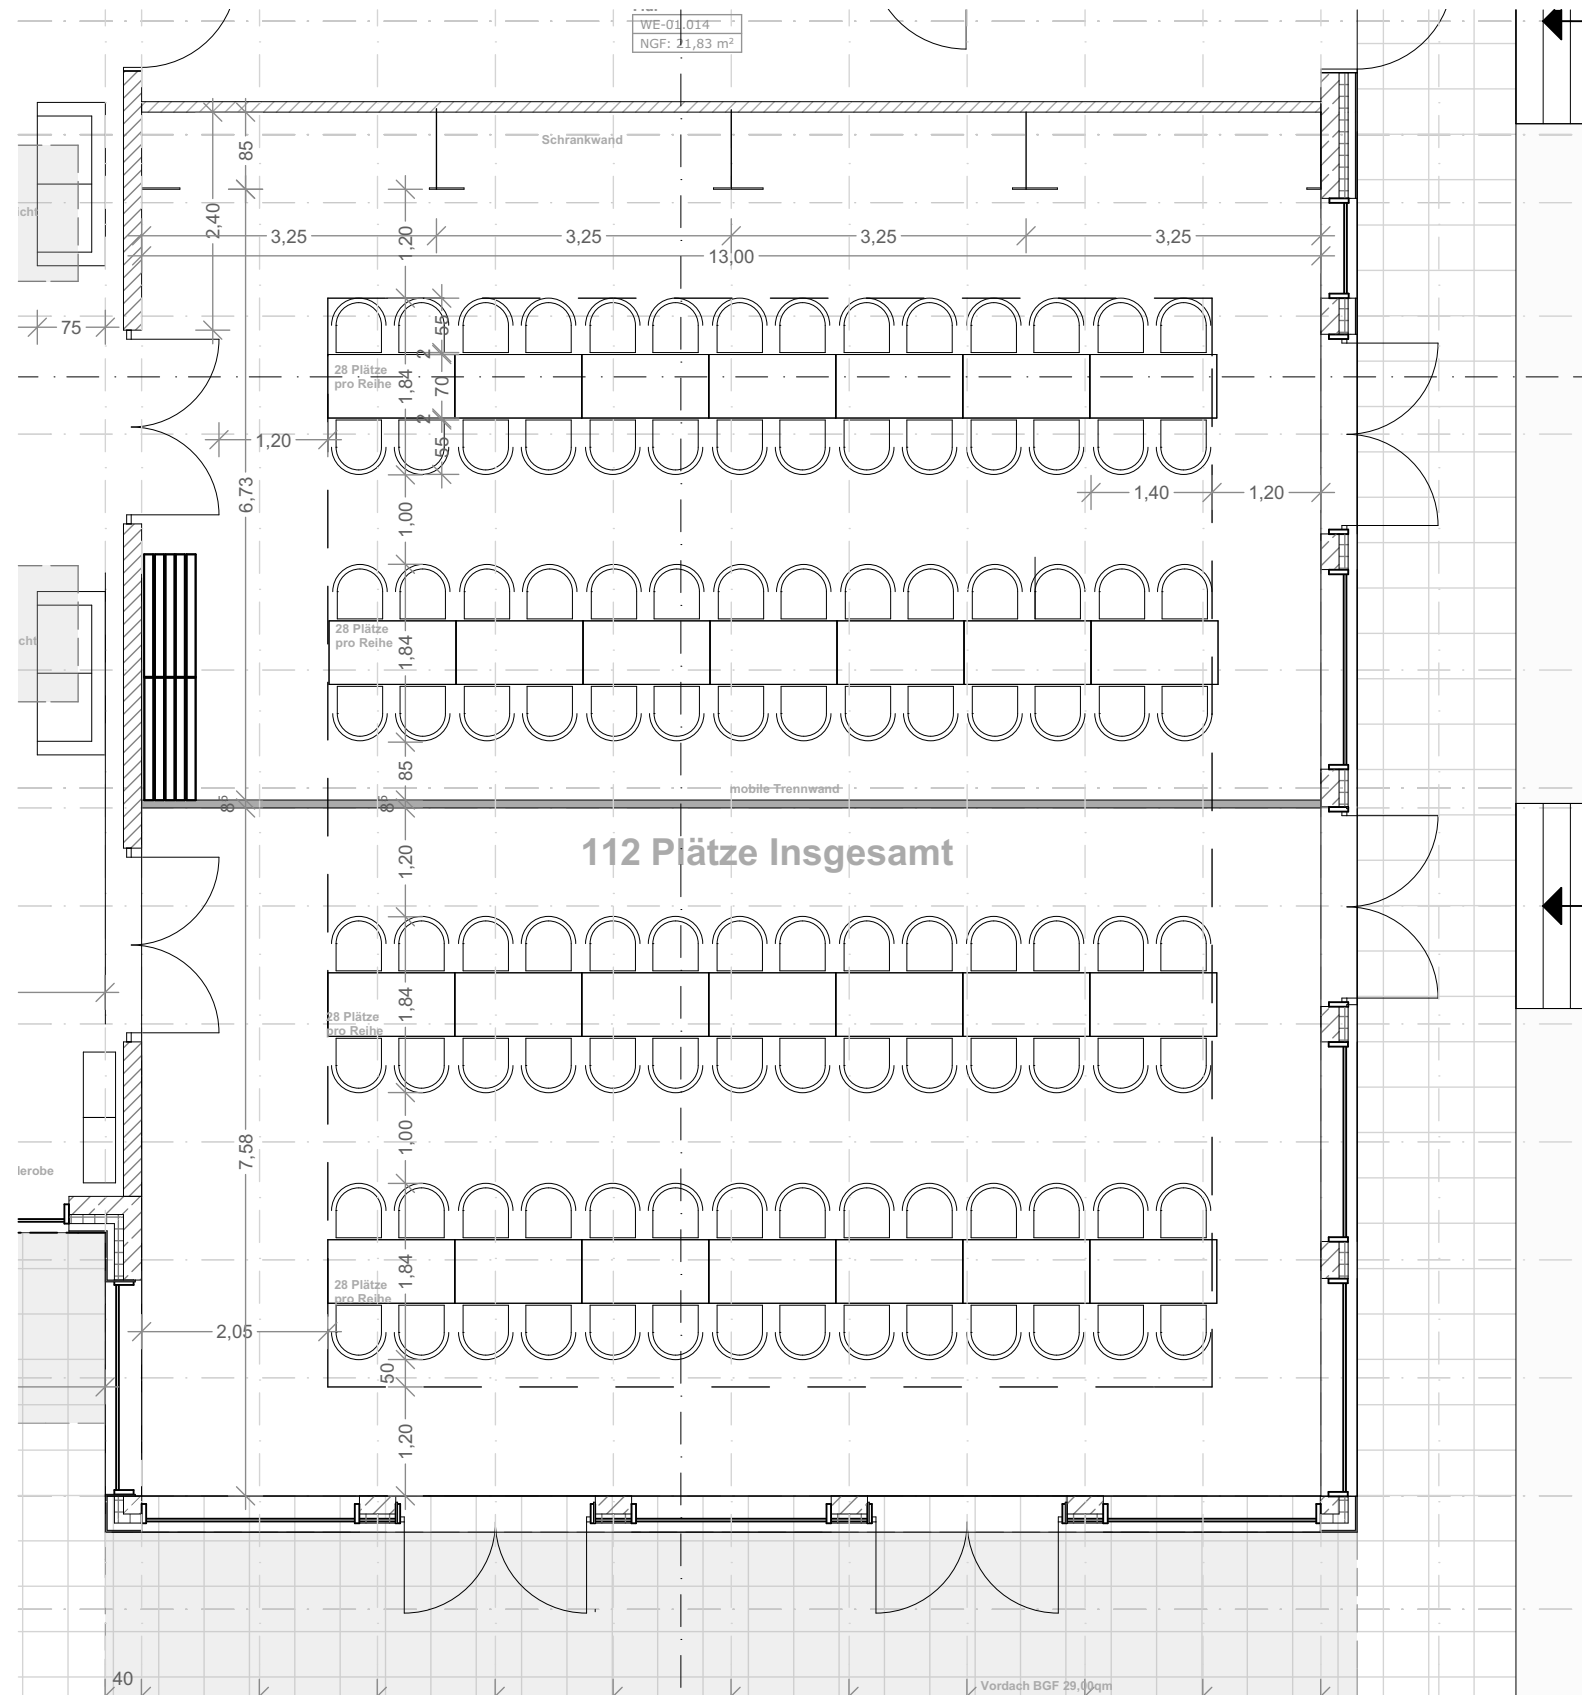 WE-01.014
NGF: 21,83 m²
Schrankwand
85
2,40
1,20
3,25
3,25
3,25
3,25
13,00
75
55
2
28 Plätze
pro Reihe
1,84
70
2
55
1,20
6,73
1,00
1,40
1,20
28 Plätze
pro Reihe
1,84
85
mobile Trennwand
8⁵
8⁵
112 Plätze Insgesamt
1,20
28 Plätze
pro Reihe
1,84
1,00
7,58
28 Plätze
pro Reihe
1,84
2,05
50
1,20
40
Vordach BGF 29,00qm